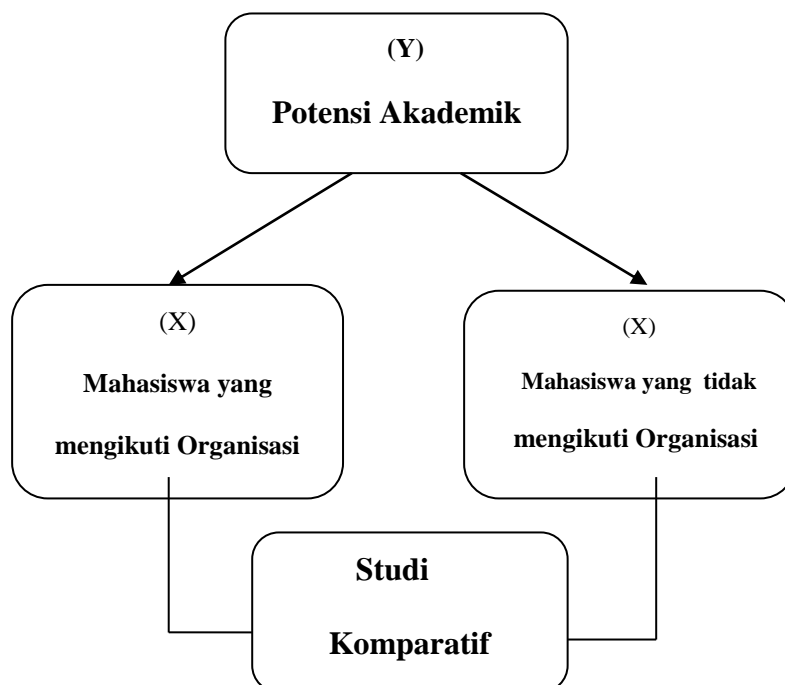 (Y)
Potensi Akademik
(X)
Mahasiswa yang
mengikuti Organisasi
(X)
Mahasiswa yang tidak
mengikuti Organisasi
Studi
Komparatif